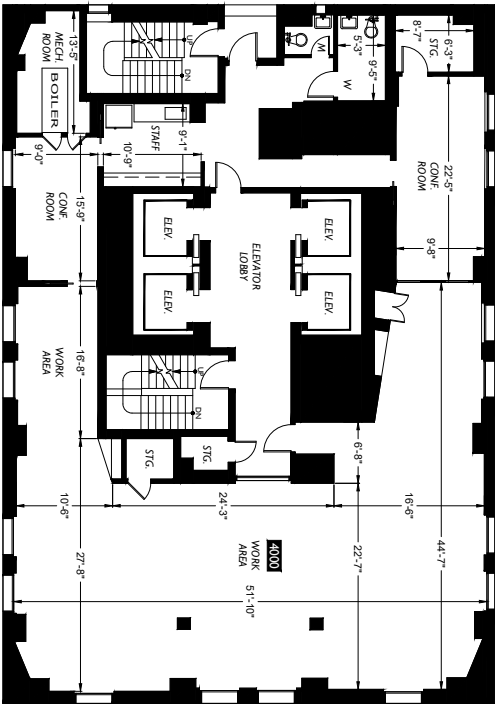 13'-5"
MECH.
ROOM
BOILER
UP
DN
M
5'-3"
9'-5"
W
8'-7"
STG.
6'-3"
9'-1"
STAFF
10'-9"
9'-0"
CONF.
ROOM
15'-9"
22'-5"
CONF.
ROOM
9'-8"
ELEV.
ELEV.
ELEV.
ELEV.
ELEVATOR
LOBBY
16'-8"
WORK
AREA
UP
DN
STG.
STG.
6'-8"
10'-6"
24'-3"
16'-6"
27'-8"
4000
WORK
AREA
22'-7"
44'-7"
51'-10"